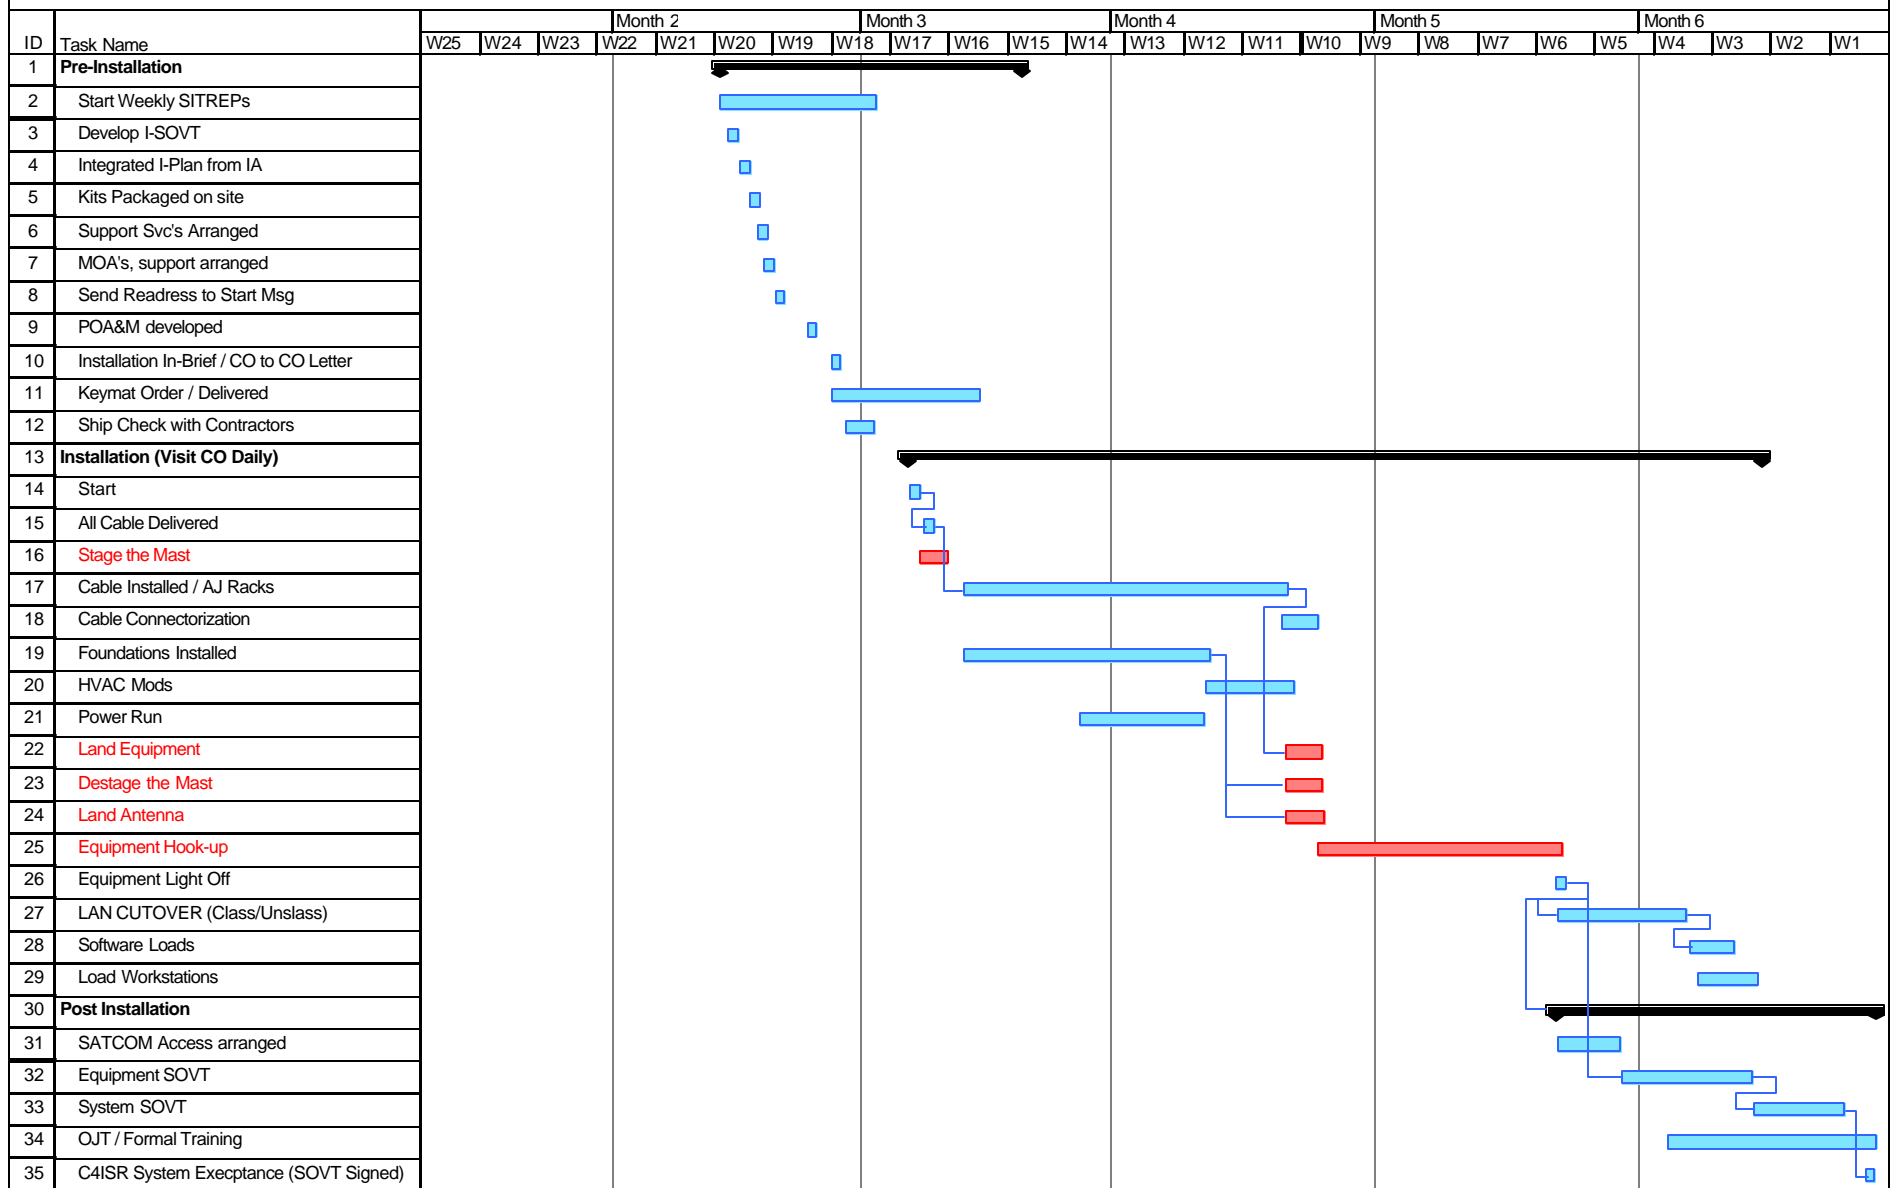 Month 2 Month 3 Month 4 Month 5 Month 6
ID Task Name W25 W24 W23 W22 W21 W20 W19 W18 W17 W16 W15 W14 W13 W12 W11 W10 W9 W8 W7 W6 W5 W4 W3 W2 W1
1 Pre-Installation
2 Start Weekly SITREPs
3 Develop I-SOVT
4 Integrated I-Plan from IA
5 Kits Packaged on site
6 Support Svc's Arranged
7 MOA's, support arranged
8 Send Readress to Start Msg
9 POA&M developed
10 Installation In-Brief / CO to CO Letter
11 Keymat Order / Delivered
12 Ship Check with Contractors
13 Installation (Visit CO Daily)
14 Start
15 All Cable Delivered
16 Stage the Mast
17 Cable Installed / AJ Racks
18 Cable Connectorization
19 Foundations Installed
20 HVAC Mods
21 Power Run
22 Land Equipment
23 Destage the Mast
24 Land Antenna
25 Equipment Hook-up
26 Equipment Light Off
27 LAN CUTOVER (Class/Unslass)
28 Software Loads
29 Load Workstations
30 Post Installation
31 SATCOM Access arranged
32 Equipment SOVT
33 System SOVT
34 OJT / Formal Training
35 C4ISR System Execptance (SOVT Signed)